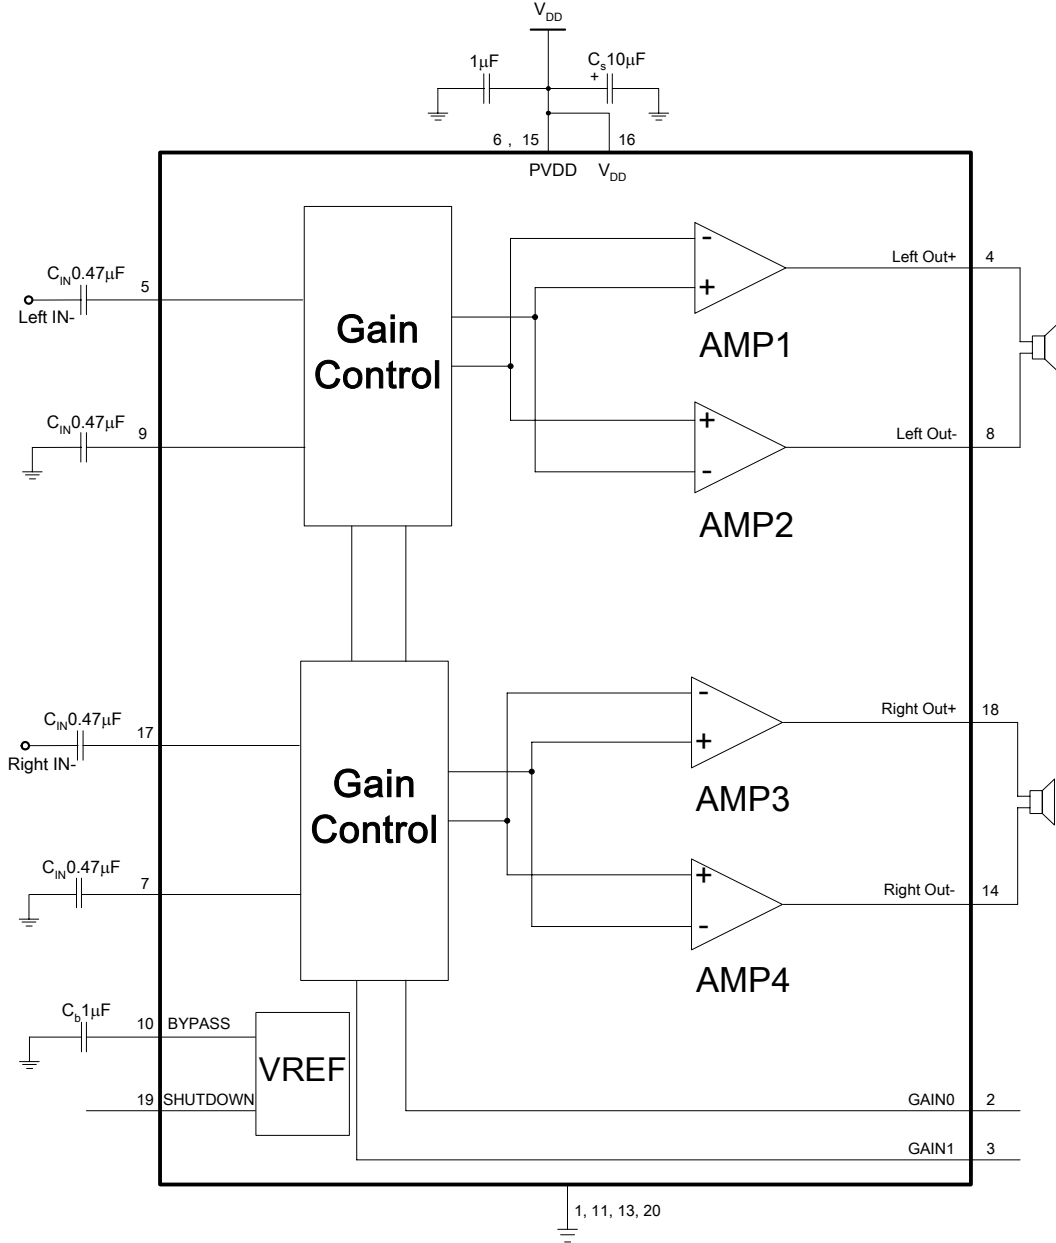 VDD
1µF
Cs10µF
+
6 , 15
16
PVDD
VDD
CIN0.47µF
5
Left IN-
CIN0.47µF
9
Gain
Control
-
+
AMP1
Left Out+
4
+
-
AMP2
Left Out-
8
CIN0.47µF
17
Right IN-
CIN0.47µF
7
Gain
Control
-
+
AMP3
Right Out+
18
+
-
AMP4
Right Out-
14
Cb1µF
10
BYPASS
VREF
19
SHUTDOWN
GAIN0
2
GAIN1
3
1, 11, 13, 20